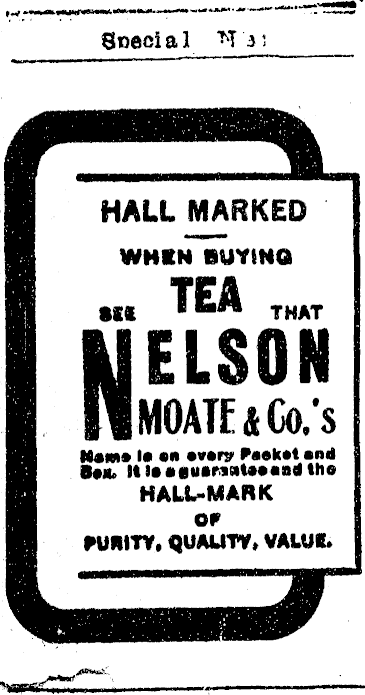 Special
HALL MARKED
WHEN BUYING
TEA
SEE THAT
NELSON
MOATE & Co.'s
Name is on every Packet and
Box. It is a guarantee and the
HALL-MARK
OF
PURITY, QUALITY, VALUE.